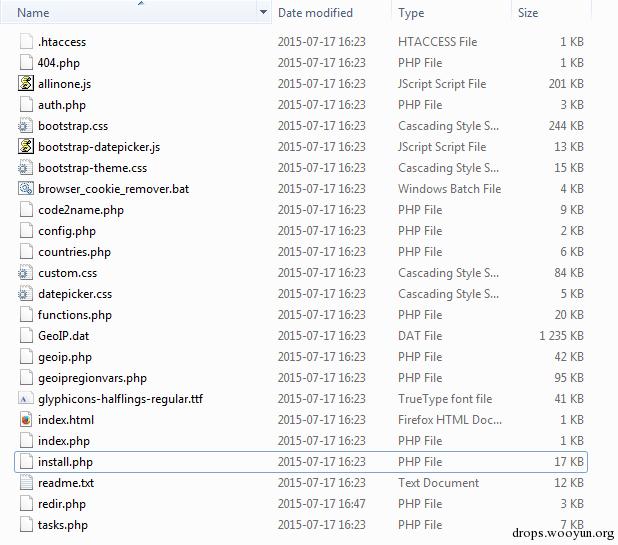 Name Date modified Type Size
.htaccess 2015-07-17 16:23 HTACCESS File 1 KB
404.php 2015-07-17 16:23 PHP File 1 KB
allinone.js 2015-07-17 16:23 JScript Script File 201 KB
auth.php 2015-07-17 16:23 PHP File 3 KB
bootstrap.css 2015-07-17 16:23 Cascading Style S... 244 KB
bootstrap-datepicker.js 2015-07-17 16:23 JScript Script File 13 KB
bootstrap-theme.css 2015-07-17 16:23 Cascading Style S... 15 KB
browser_cookie_remover.bat 2015-07-17 16:23 Windows Batch File 4 KB
code2name.php 2015-07-17 16:23 PHP File 9 KB
config.php 2015-07-17 16:23 PHP File 2 KB
countries.php 2015-07-17 16:23 PHP File 6 KB
custom.css 2015-07-17 16:23 Cascading Style S... 84 KB
datepicker.css 2015-07-17 16:23 Cascading Style S... 5 KB
functions.php 2015-07-17 16:23 PHP File 20 KB
GeoIP.dat 2015-07-17 16:23 DAT File 1 235 KB
geoip.php 2015-07-17 16:23 PHP File 42 KB
geoipregionvars.php 2015-07-17 16:23 PHP File 95 KB
glyphicons-halflings-regular.ttf 2015-07-17 16:23 TrueType font file 41 KB
index.html 2015-07-17 16:23 Firefox HTML Doc... 1 KB
index.php 2015-07-17 16:23 PHP File 1 KB
install.php 2015-07-17 16:23 PHP File 17 KB
readme.txt 2015-07-17 16:23 Text Document 12 KB
redir.php 2015-07-17 16:47 PHP File 3 KB
tasks.php 2015-07-17 16:23 PHP File 7 KB
drops.wooyun.org